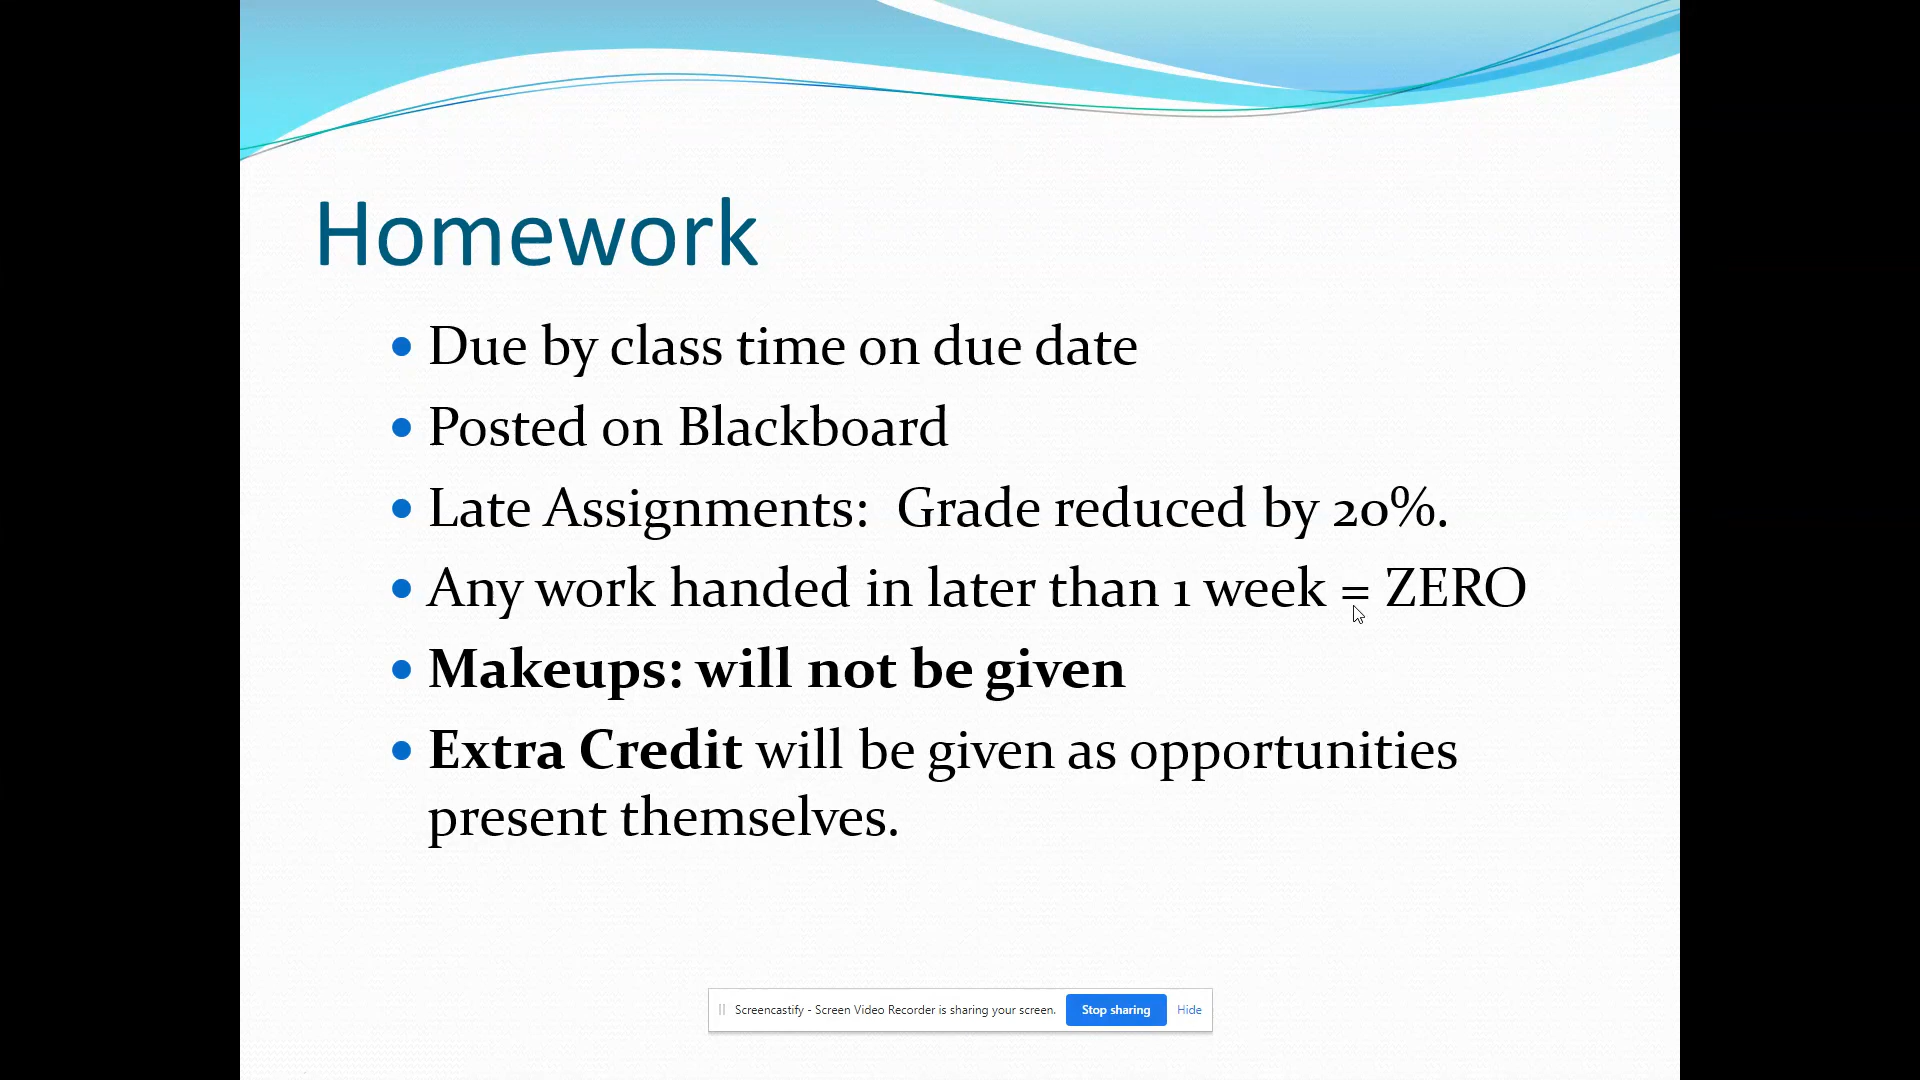 Homework
• Due by class time on due date
• Posted on Blackboard
• Late Assignments:  Grade reduced by 20%.
• Any work handed in later than 1 week = ZERO
• Makeups: will not be given
• Extra Credit will be given as opportunities
present themselves.
Screencastify - Screen Video Recorder is sharing your screen. Stop sharing Hide